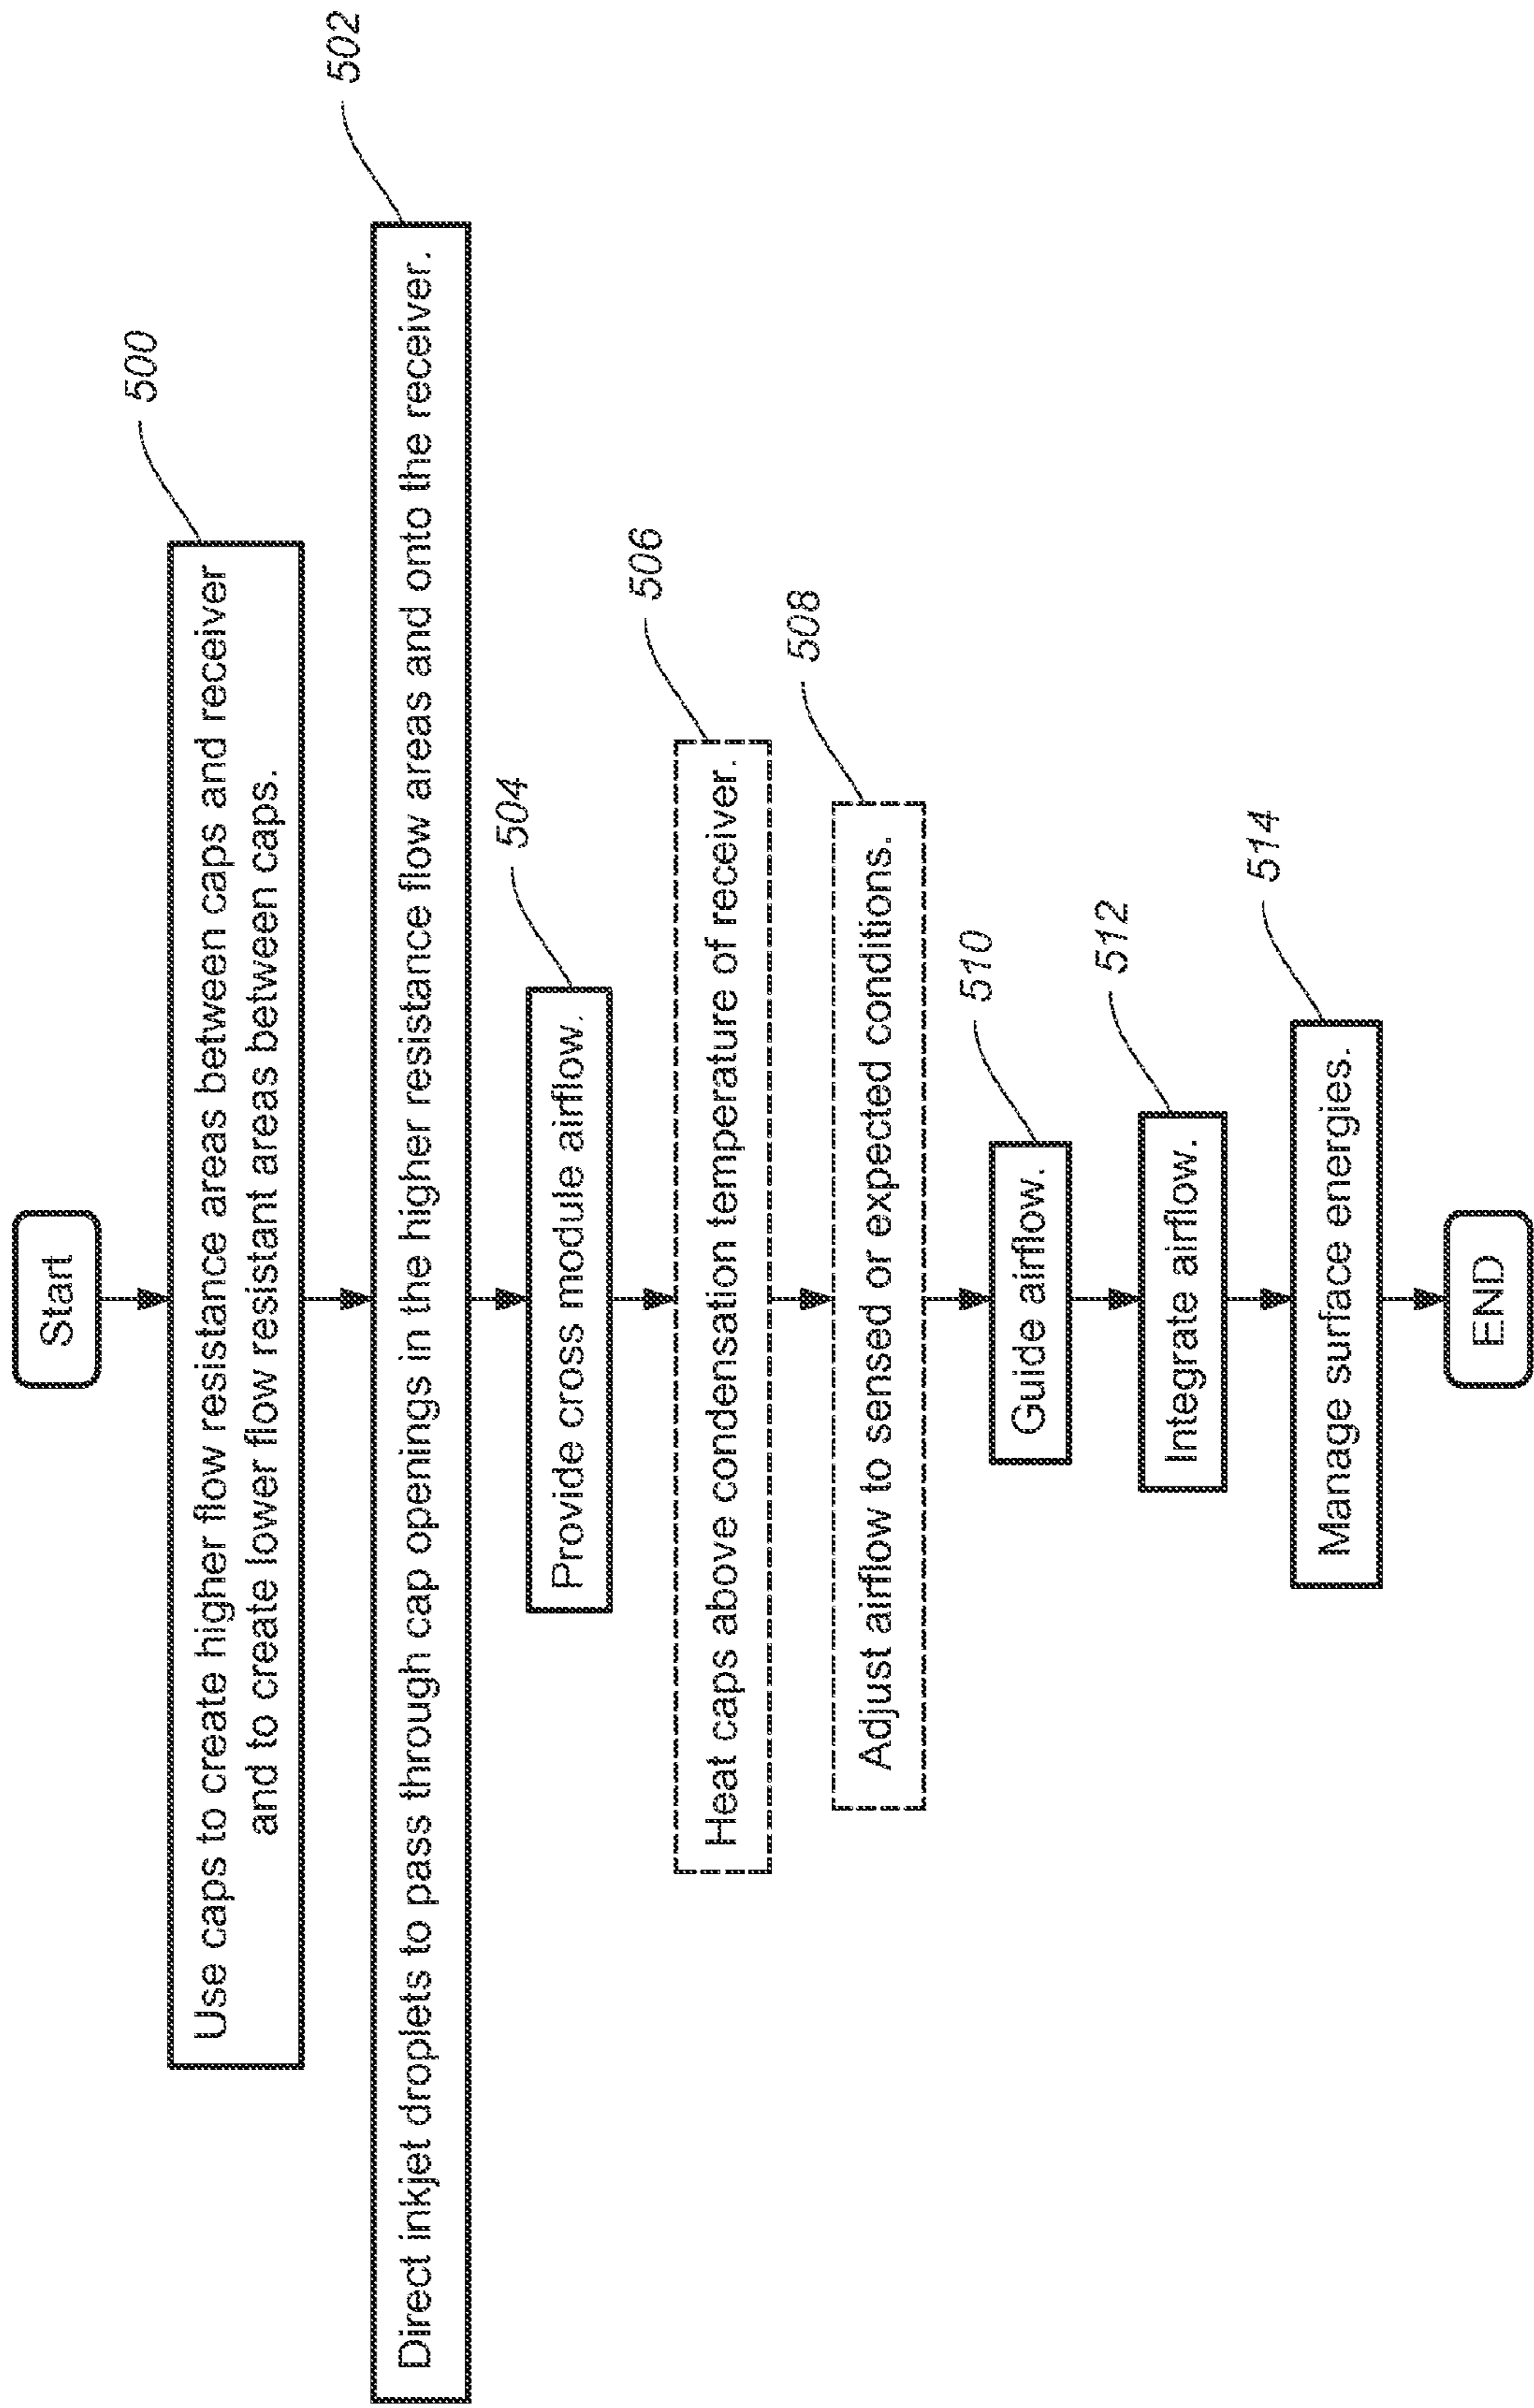 Start
Use caps to create higher flow resistance areas between caps and receiver
and to create lower flow resistant areas between caps.
500
Direct inkjet droplets to pass through cap openings in the higher resistance flow areas and onto the receiver.
502
Provide cross module airflow.
504
Heat caps above condensation temperature of receiver.
506
Adjust airflow to sensed or expected conditions.
508
Guide airflow.
510
Integrate airflow.
512
Manage surface energies.
514
END